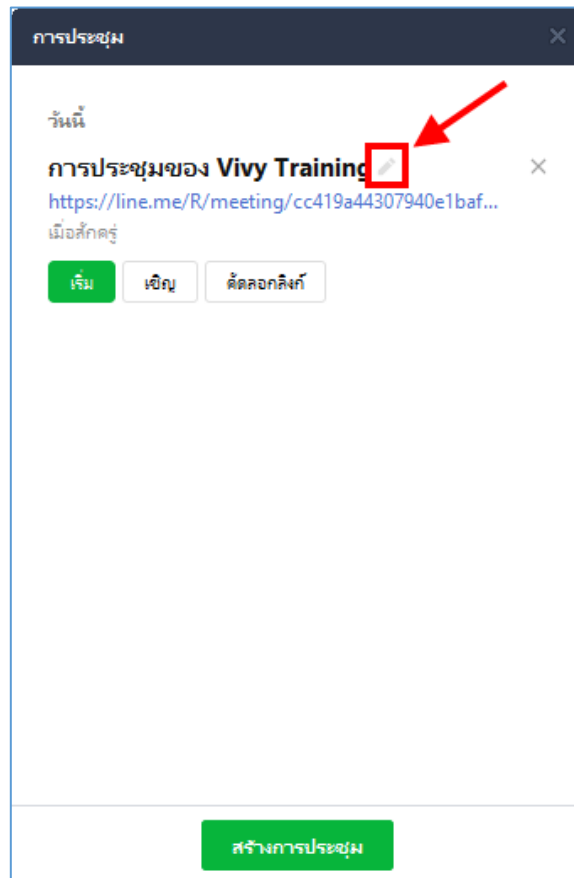 การประชุม
วันนี้
การประชุมของ Vivy Training
https://line.me/R/meeting/cc419a44307940e1baf...
เมื่อสักครู่
เริ่ม เชิญ คัดลอกลิงก์
สร้างการประชุม